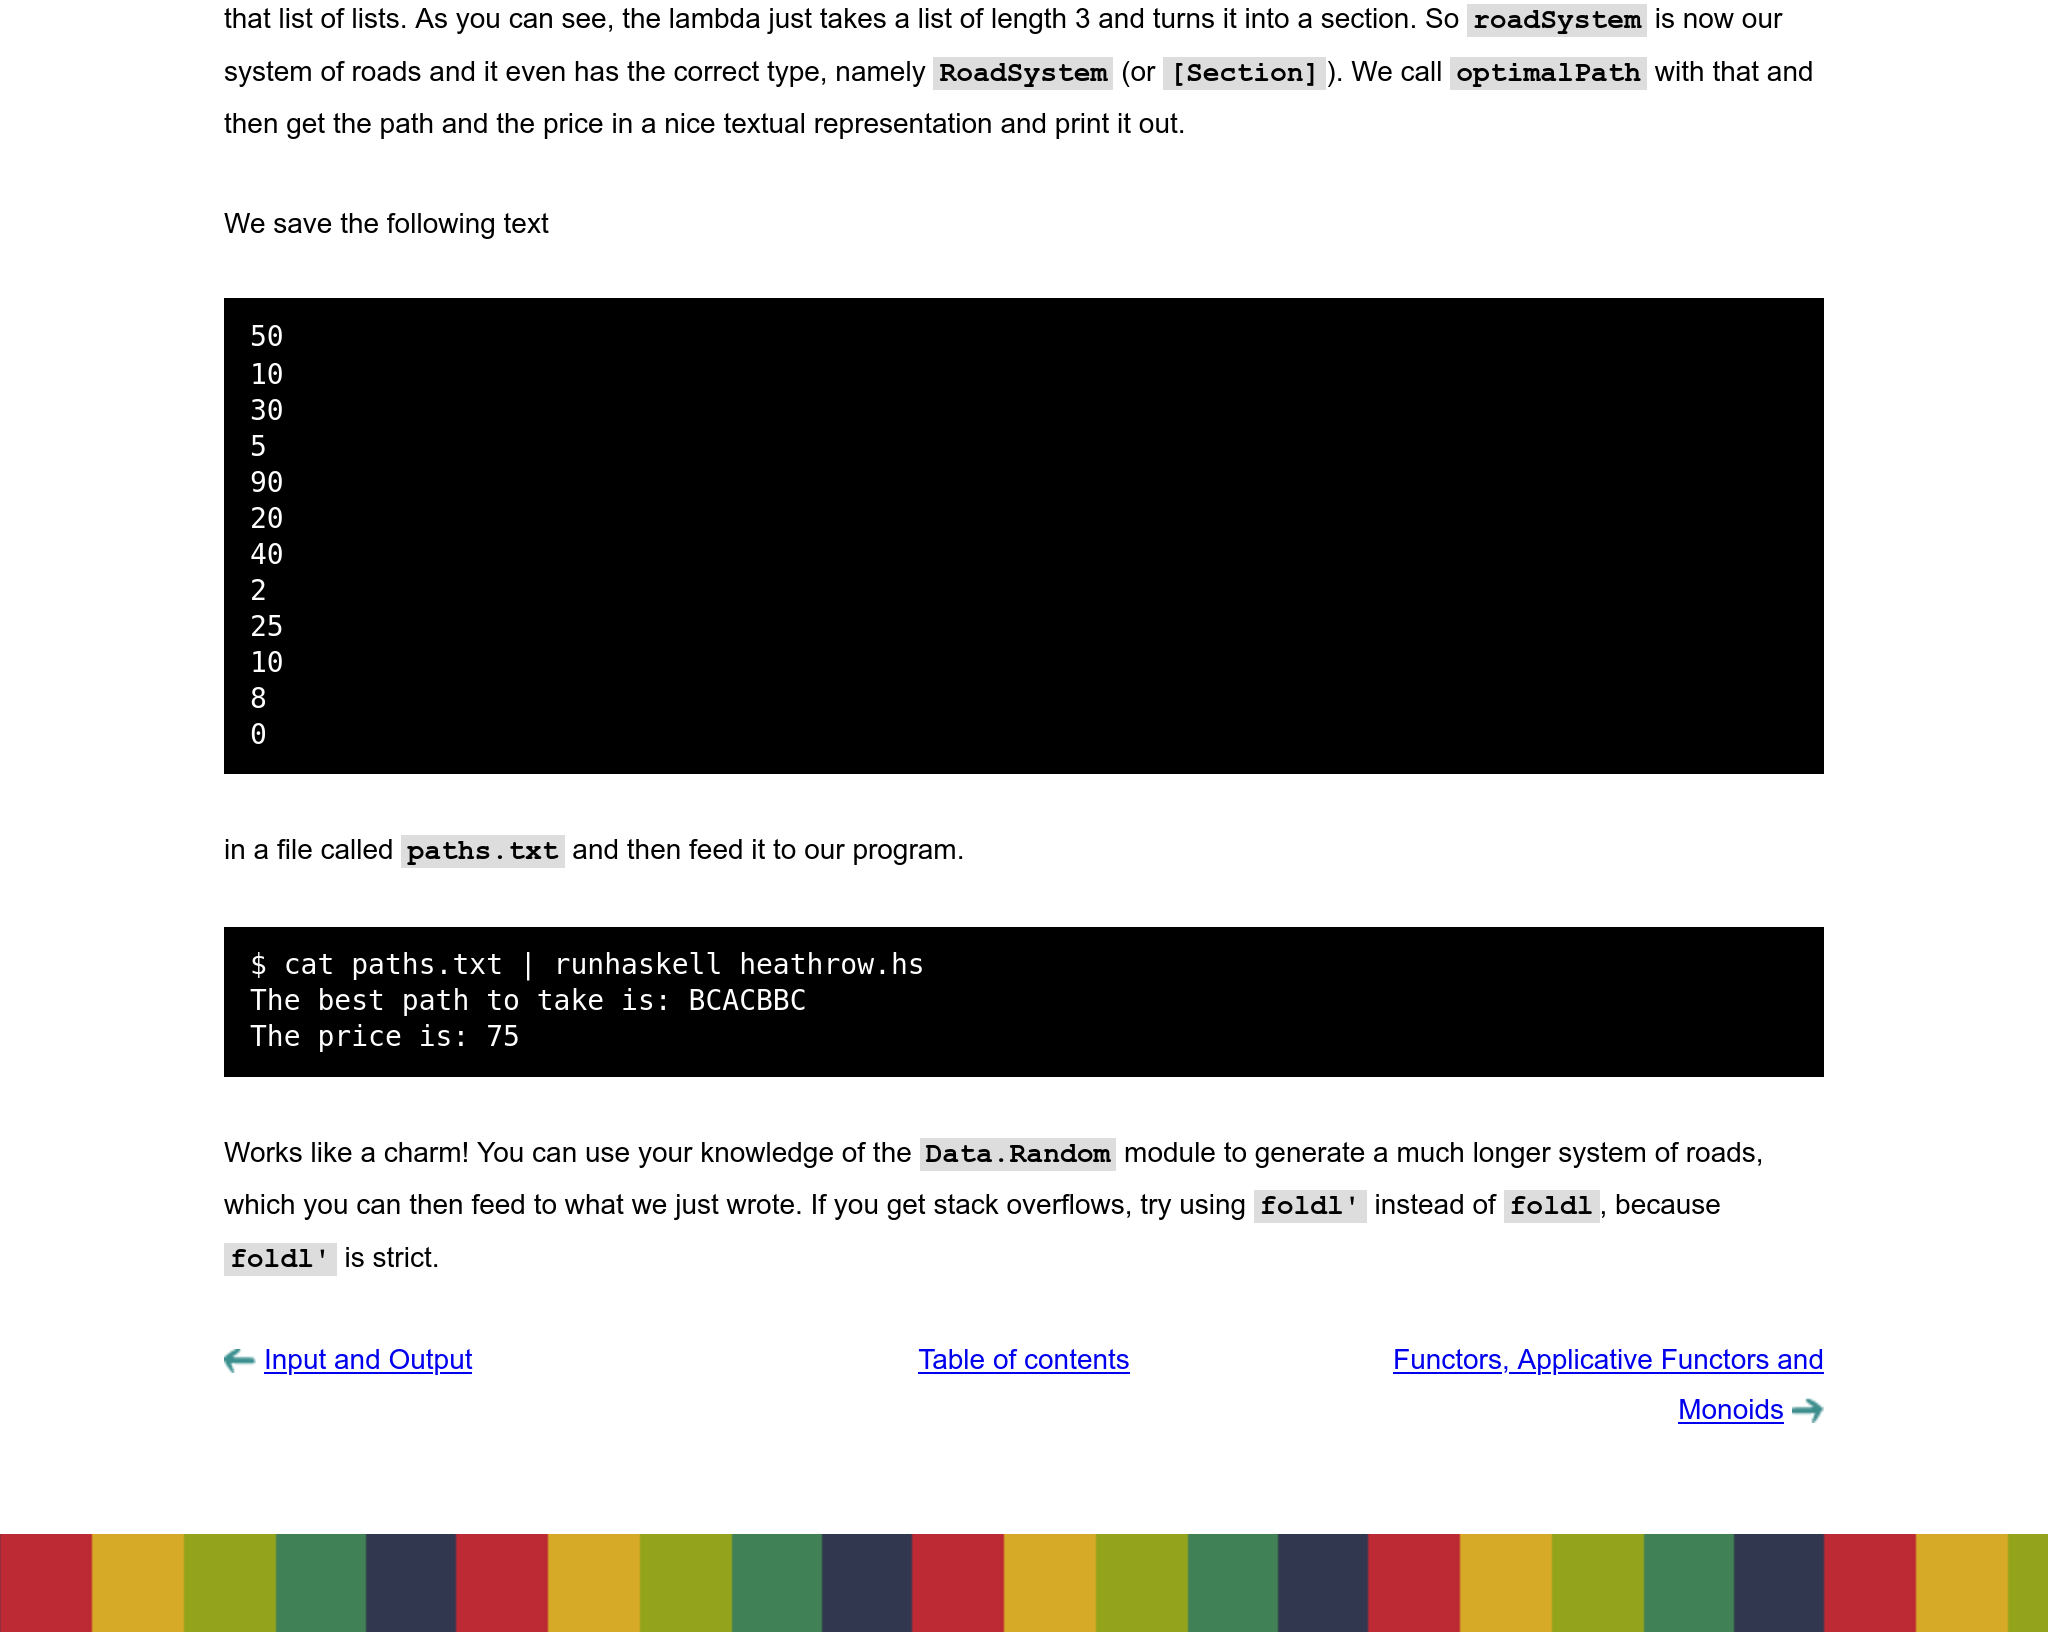 that list of lists. As you can see, the lambda just takes a list of length 3 and turns it into a section. So roadSystem is now our
system of roads and it even has the correct type, namely RoadSystem (or [Section]). We call optimalPath with that and
then get the path and the price in a nice textual representation and print it out.
We save the following text
50
10
30
5
90
20
40
2
25
10
8
0
in a file called paths.txt and then feed it to our program.
$ cat paths.txt | runhaskell heathrow.hs
The best path to take is: BCACBBC
The price is: 75
Works like a charm! You can use your knowledge of the Data.Random module to generate a much longer system of roads,
which you can then feed to what we just wrote. If you get stack overflows, try using foldl' instead of foldl, because
foldl' is strict.
Input and Output
Table of contents
Functors, Applicative Functors and
Monoids